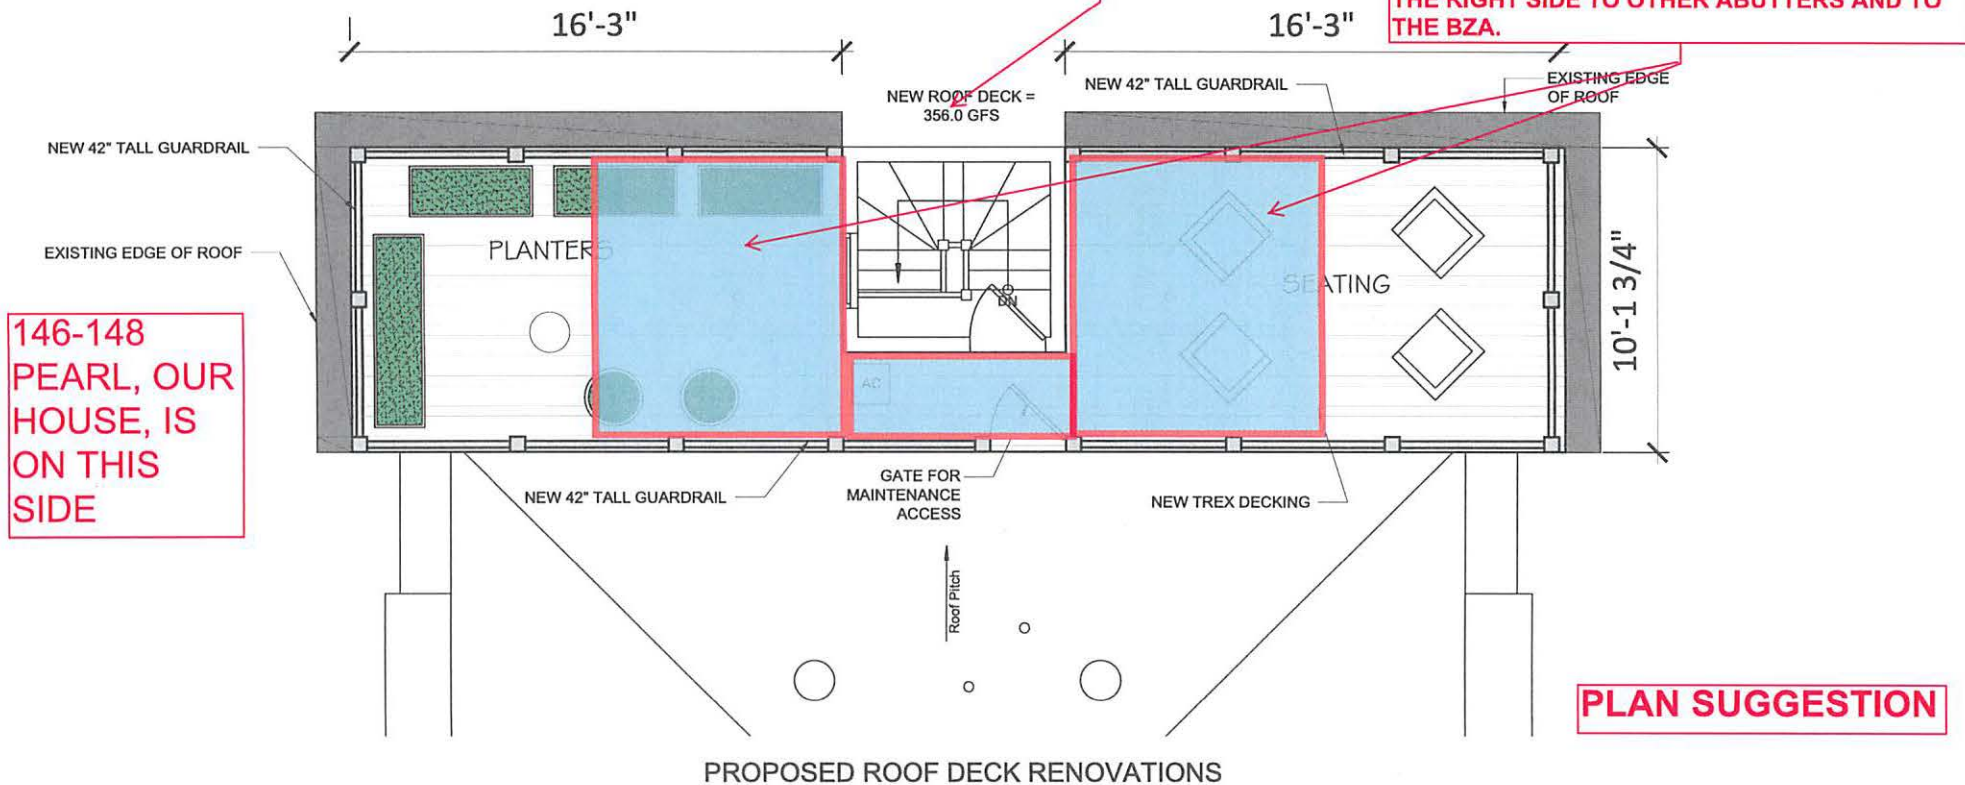 THE RIGHT SIDE TO OTHER ABUTTERS AND TO
THE BZA.
16'-3"
16'-3"
NEW ROOF DECK =
356.0 GFS
NEW 42" TALL GUARDRAIL
EXISTING EDGE
OF ROOF
NEW 42" TALL GUARDRAIL
EXISTING EDGE OF ROOF
PLANTERS
SEATING
DN
10'-1 3/4"
146-148
PEARL, OUR
HOUSE, IS
ON THIS
SIDE
AC
NEW 42" TALL GUARDRAIL
GATE FOR
MAINTENANCE
ACCESS
NEW TREX DECKING
Roof Pitch
PLAN SUGGESTION
PROPOSED ROOF DECK RENOVATIONS